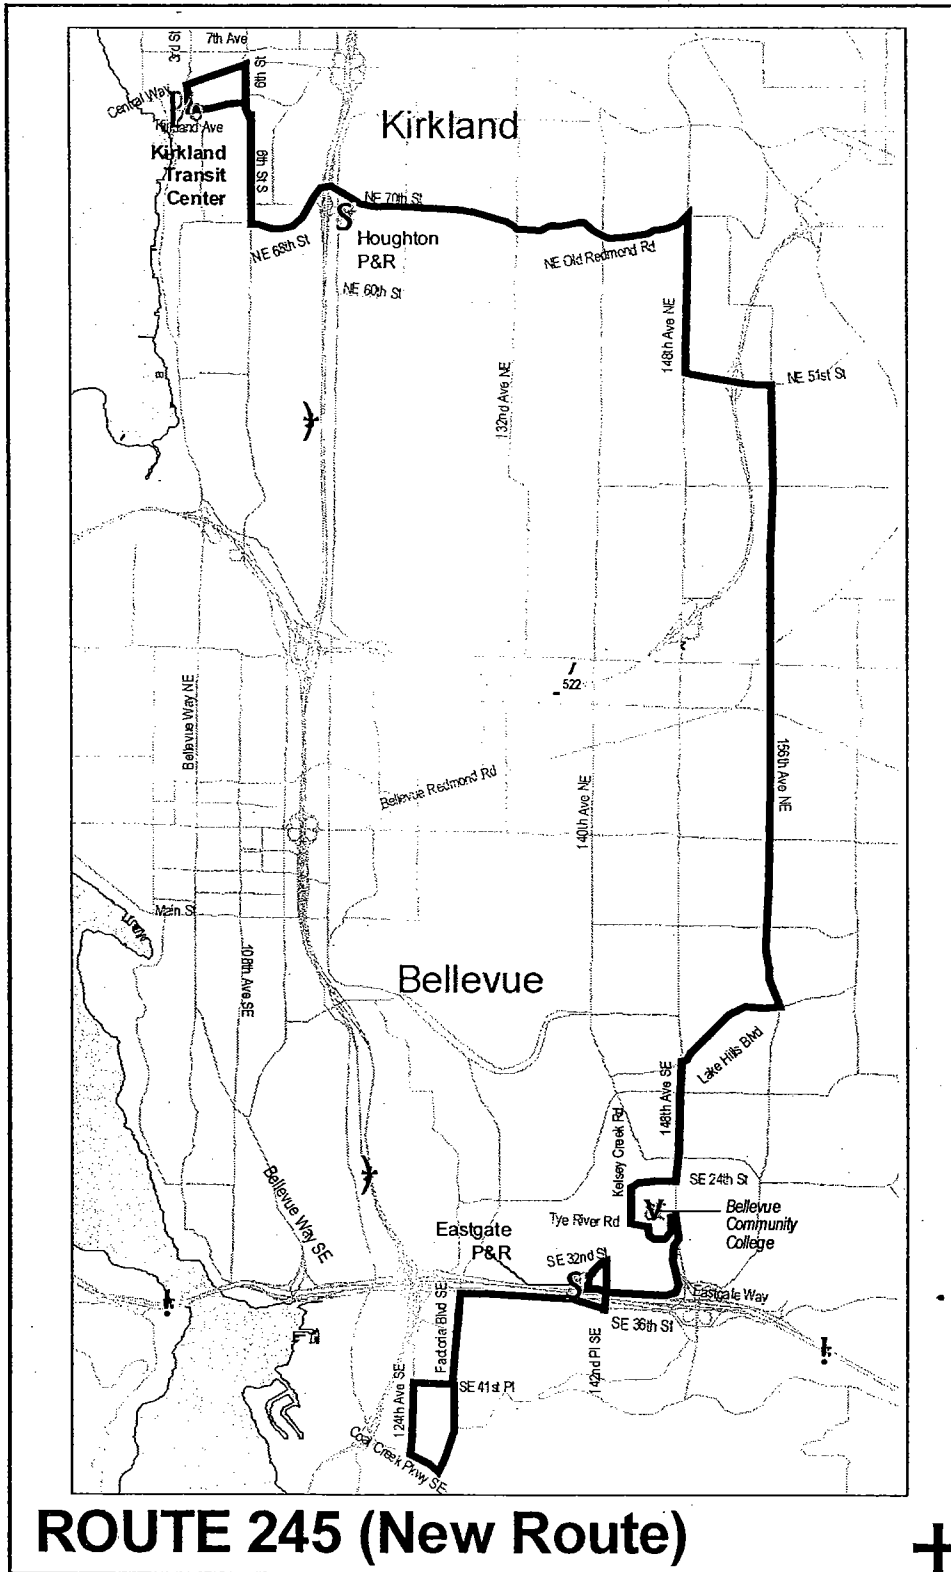 7th Ave
3rd St
6th St
Central Way
Kirkland Ave
Kirkland
Kirkland
Transit
Center
6th St S
NE 70th St
NE 68th St
Houghton
P&R
NE Old Redmond Rd
NE 60th St
148th Ave NE
NE 51st St
132nd Ave NE
522
Bellevue Way NE
156th Ave NE
Bellevue Redmond Rd
140th Ave NE
Main St
108th Ave SE
Bellevue
Lake Hills Blvd
148th Ave SE
Kelsey Creek Rd
SE 24th St
Bellevue Way SE
Tye River Rd
Bellevue
Community
College
Eastgate
P&R
SE 32nd St
Eastgate Way
Factoria Blvd SE
SE 36th St
142nd Pl SE
SE 41st Pl
124th Ave SE
Coal Creek Pkwy SE
ROUTE 245 (New Route)